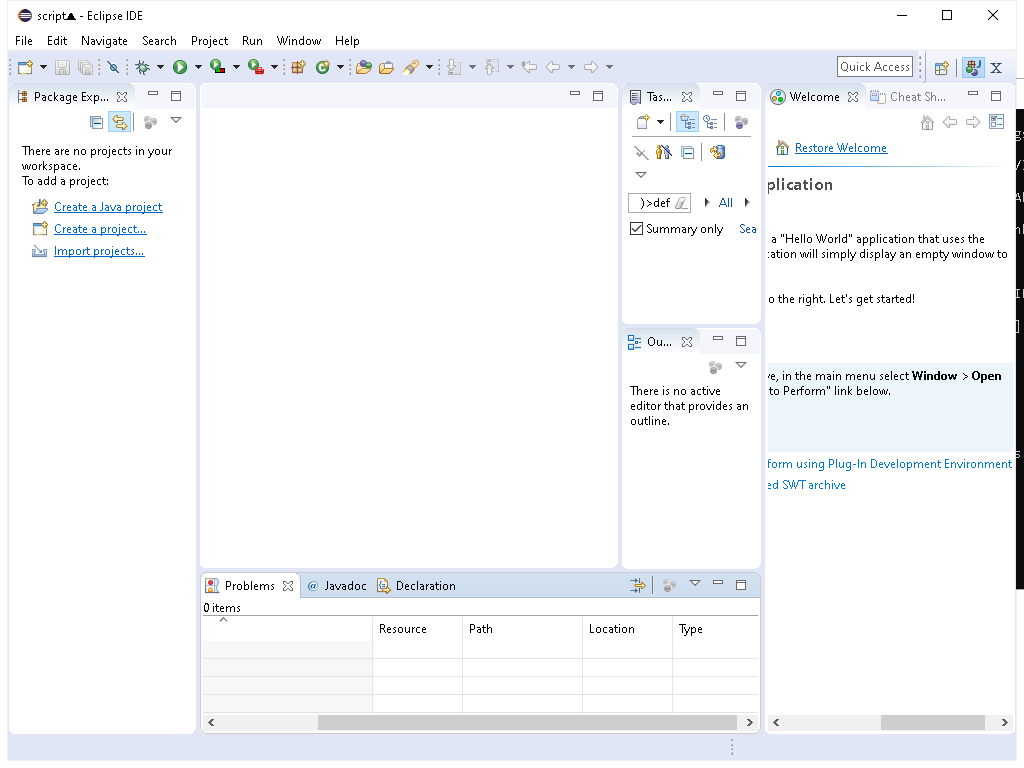 script▲ - Eclipse IDE
File Edit Navigate Search Project Run Window Help
Quick Access
Package Exp...
There are no projects in your
workspace.
To add a project:
Create a Java project
Create a project...
Import projects...
Tas...
)>def
All
Summary only
Sea
Ou...
There is no active
editor that provides an
outline.
Welcome
Cheat Sh...
Restore Welcome
plication
a "Hello World" application that uses the
cation will simply display an empty window to
o the right. Let's get started!
ve, in the main menu select Window > Open
to Perform" link below.
form using Plug-In Development Environment
ed SWT archive
Problems @ Javadoc Declaration
0 items
Resource Path Location Type